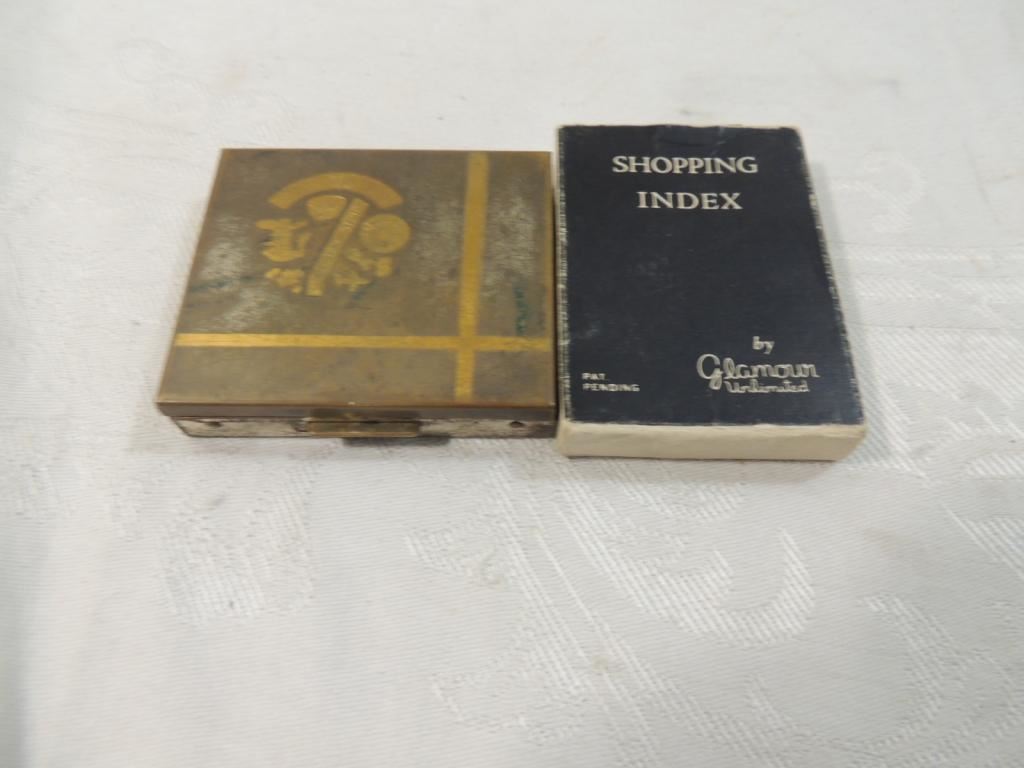 SHOPPING
INDEX
by
Glamour
Unlimited
PAT.
PENDING